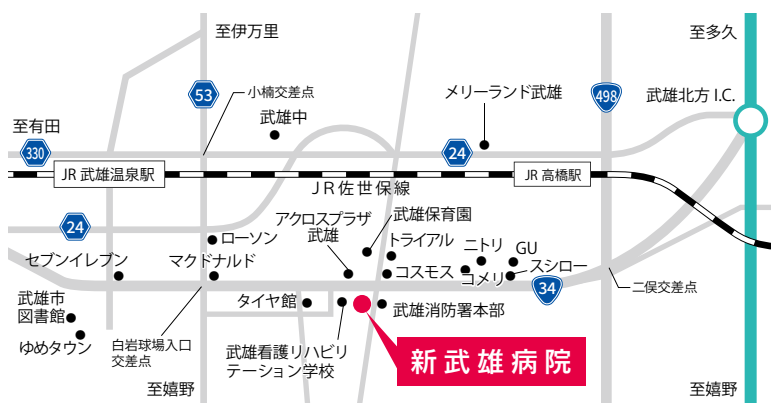 至伊万里
至多久
53
小楠交差点
メリーランド武雄
498
武雄北方 I.C.
武雄中
至有田
330
24
JR 武雄温泉駅
JR 高橋駅
JR佐世保線
アクロスプラザ
武雄
武雄保育園
24
ローソン
トライアル
ニトリ
GU
セブンイレブン
マクドナルド
コスモス
コメリ
スシロー
34
二俣交差点
武雄市
図書館
タイヤ館
武雄消防署本部
ゆめタウン
白岩球場入口
交差点
武雄看護リハビリ
テーション学校
新武雄病院
至嬉野
至嬉野